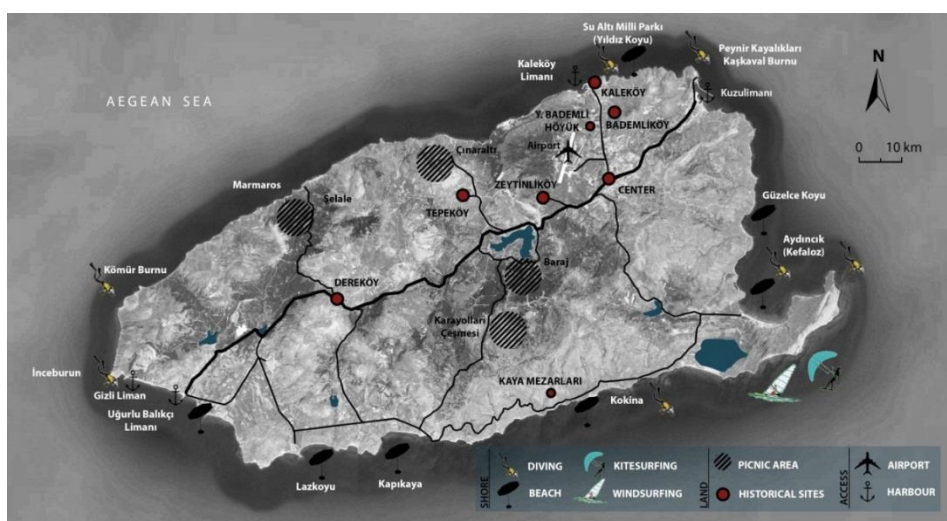 Su Altı Milli Parkı
(Yıldız Koyu)
Peynir Kayalıkları
Kaşkaval Burnu
Kaleköy
Limanı
N
KALEKÖY
Kuzulimanı
AEGEAN SEA
Y. BADEMLİ
HÖYÜK
BADEMLİKÖY
Airport
0 10 km
Çınaraltı
ZEYTİNLİKÖY
CENTER
Marmaros
Şelale
TEPEKÖY
Güzelce Koyu
Aydıncık
(Kefaloz)
Baraj
Kömür Burnu
DEREKÖY
Karayolları
Çeşmesi
İnceburun
Gizli Liman
KAYA MEZARLARI
Uğurlu Balıkçı
Limanı
Kokina
Lazkoyu
Kapıkaya
SHORE
DIVING
KITESURFING
BEACH
WINDSURFING
LAND
PICNIC AREA
HISTORICAL SITES
ACCESS
AIRPORT
HARBOUR